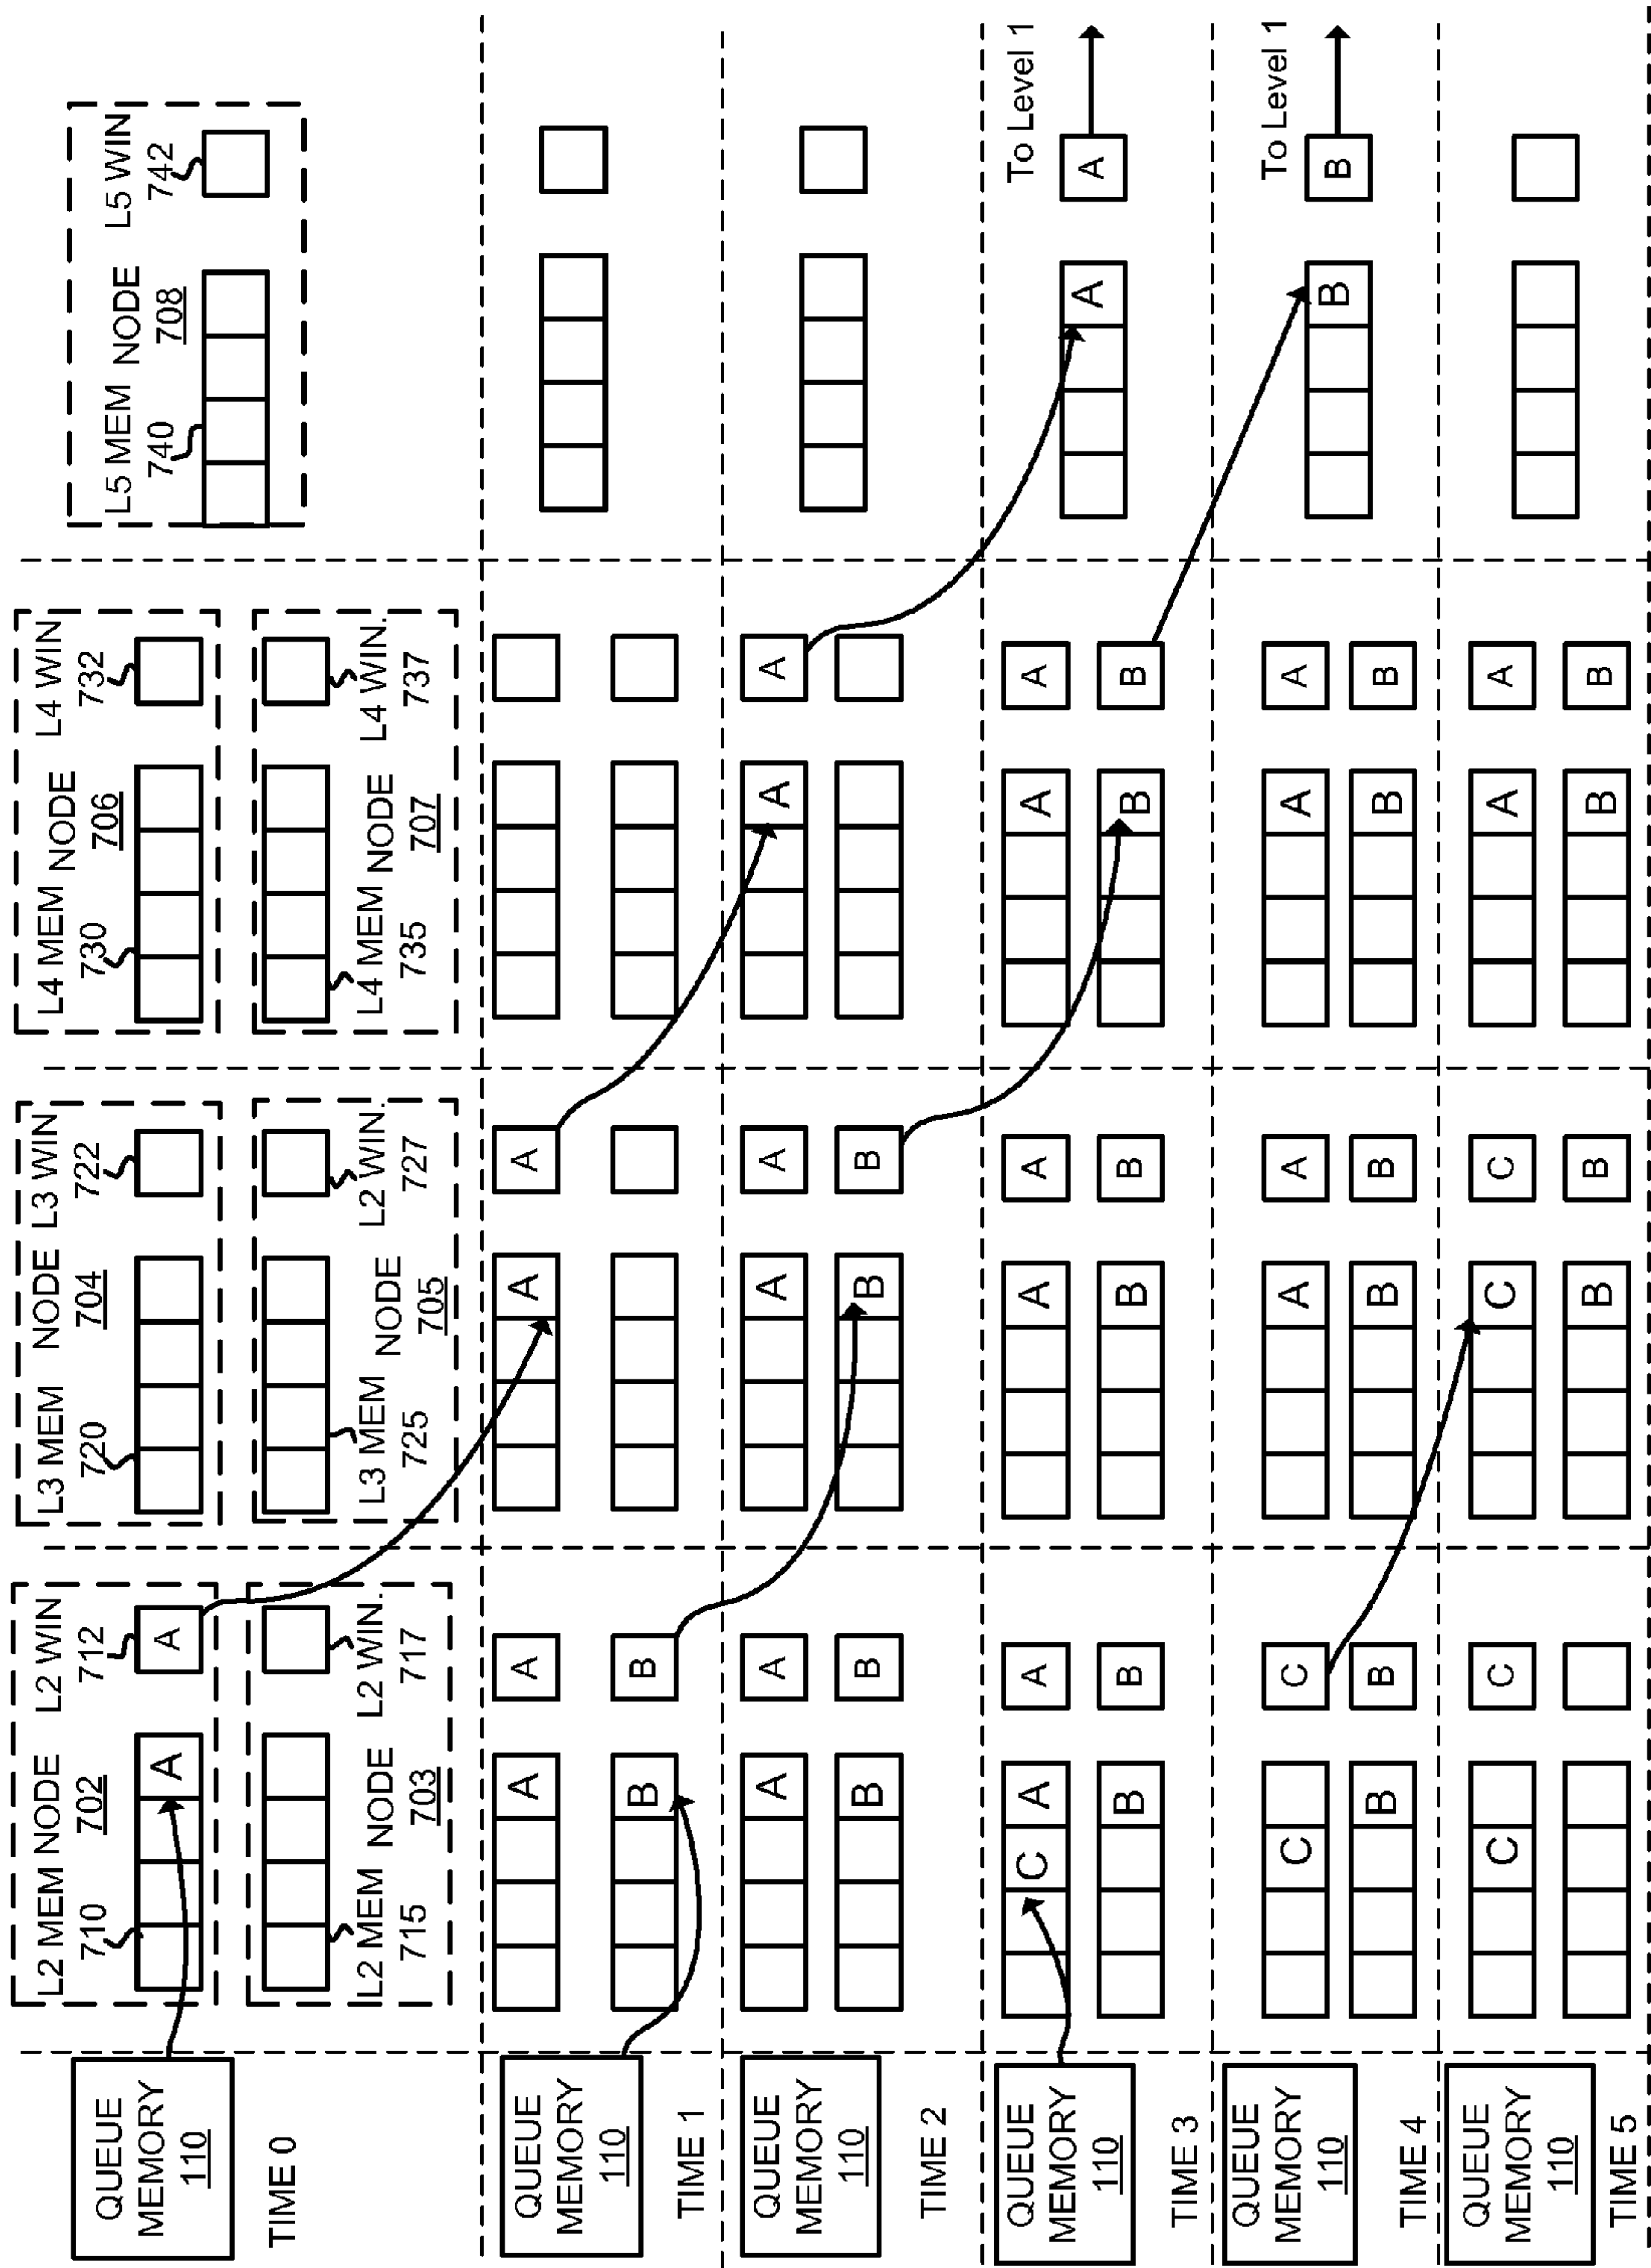 QUEUE
MEMORY
110
TIME 0
L2 MEM NODE L2 WIN
710 702 712
A A
L2 MEM NODE L2 WIN.
715 703 717
L3 MEM NODE L3 WIN
720 704 722
L3 MEM NODE L2 WIN.
725 705 727
L4 MEM NODE L4 WIN
730 706 732
L4 MEM NODE L4 WIN.
735 707 737
L5 MEM NODE L5 WIN
740 708 742
QUEUE
MEMORY
110
TIME 1
A A A A
B B
QUEUE
MEMORY
110
TIME 2
A A A A A A
B B B B
QUEUE
MEMORY
110
TIME 3
To Level 1
C A A A A A A A A
B B B B B B
QUEUE
MEMORY
110
TIME 4
To Level 1
C C A A A A B B
B B B B B B
QUEUE
MEMORY
110
TIME 5
C C C C A A
B B B B